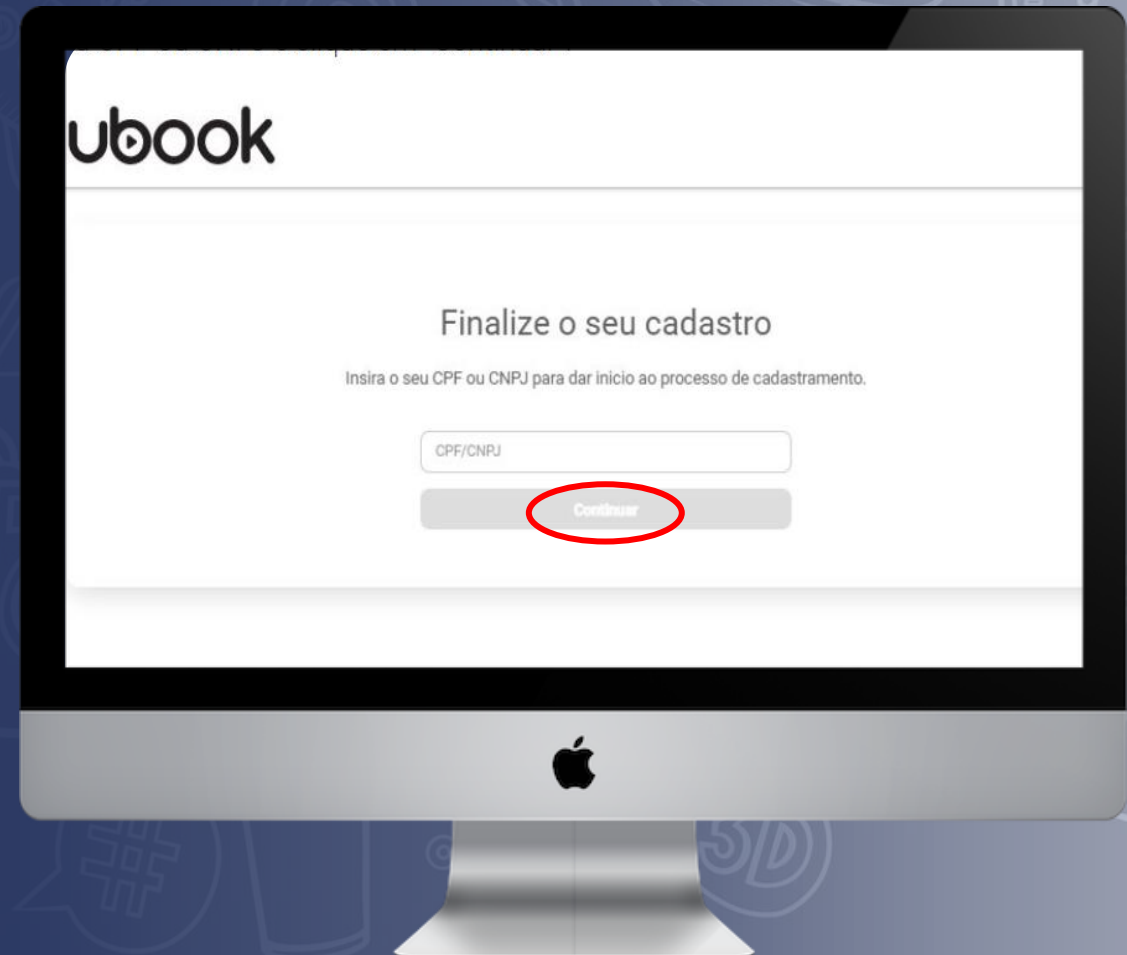 ubook
Finalize o seu cadastro
Insira o seu CPF ou CNPJ para dar inicio ao processo de cadastramento.
CPF/CNPJ
Continuar
#
3D